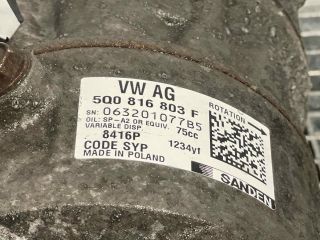 VW AG
5Q0 816 803 F
SN: 06320107785
OIL: SP-A2 OR EQUIV. 75cc
VARIABLE DISP
8416P
CODE SYP 1234yf
MADE IN POLAND
ROTATION
SANDEN